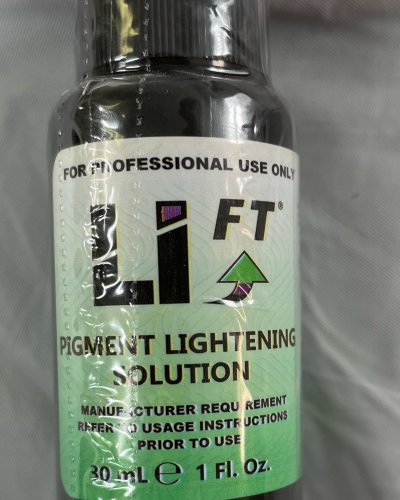 FOR PROFESSIONAL USE ONLY
LiFT®
PIGMENT LIGHTENING
SOLUTION
MANUFACTURER REQUIREMENT
REFER TO USAGE INSTRUCTIONS
PRIOR TO USE
30 mL ℮ 1 Fl. Oz.